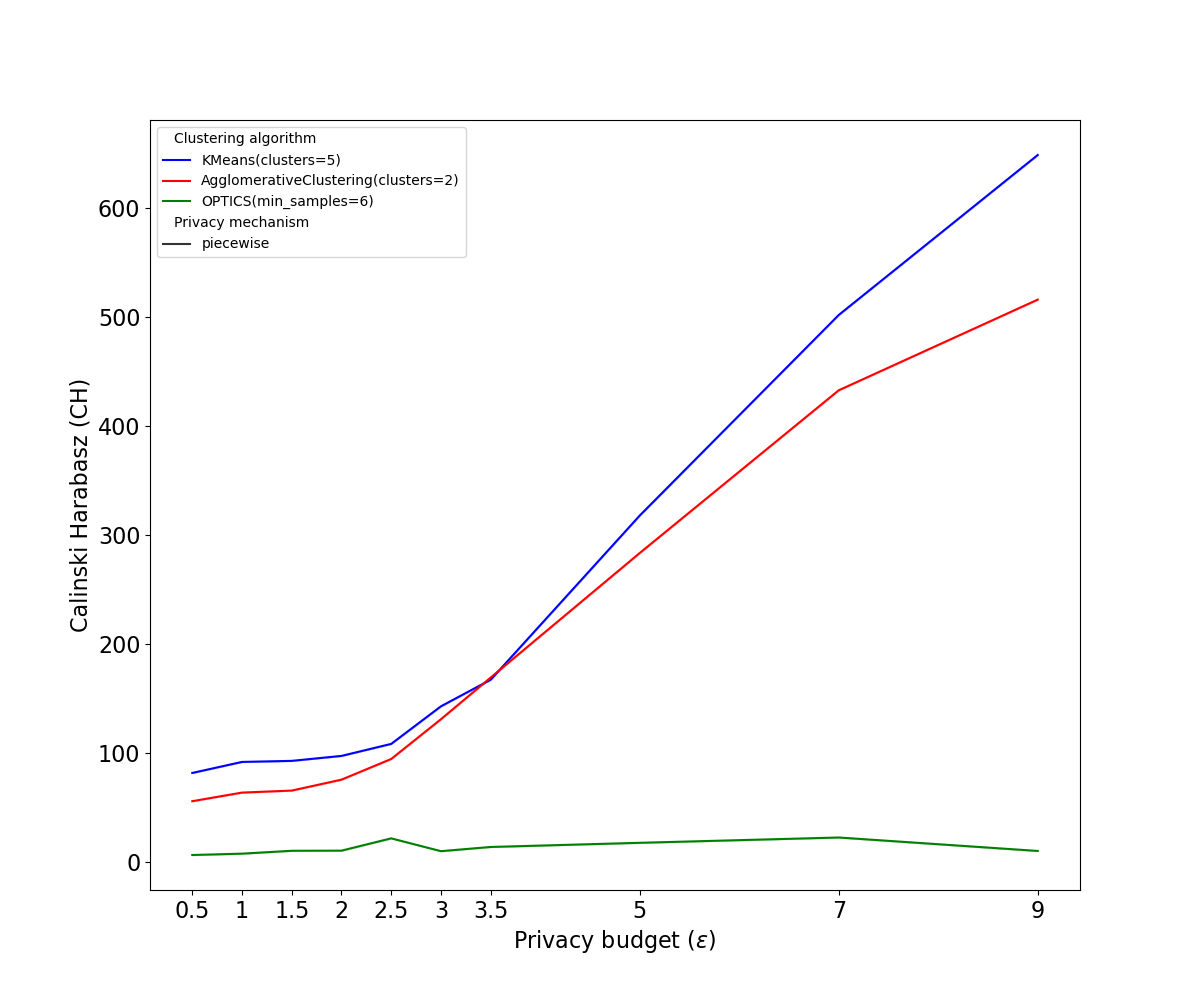 Clustering algorithm
KMeans(clusters=5)
AgglomerativeClustering(clusters=2)
OPTICS(min_samples=6)
Privacy mechanism
piecewise
Calinski Harabasz (CH)
600
500
400
300
200
100
0
0.5 1 1.5 2 2.5 3 3.5 5 7 9
Privacy budget (ε)